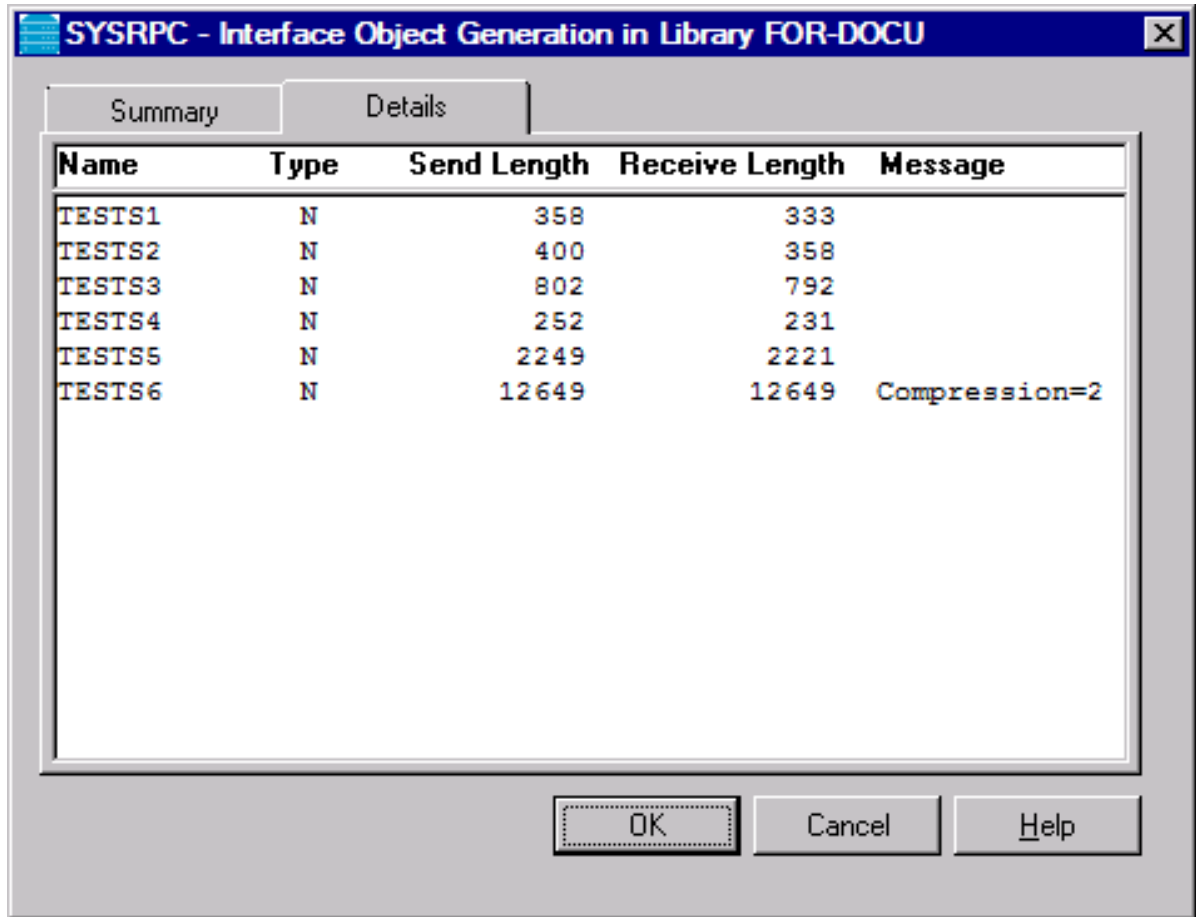 SYSRPC - Interface Object Generation in Library FOR-DOCU
Summary Details
Name Type Send Length Receive Length Message
TESTS1 N 358 333
TESTS2 N 400 358
TESTS3 N 802 792
TESTS4 N 252 231
TESTS5 N 2249 2221
TESTS6 N 12649 12649 Compression=2
OK Cancel Help